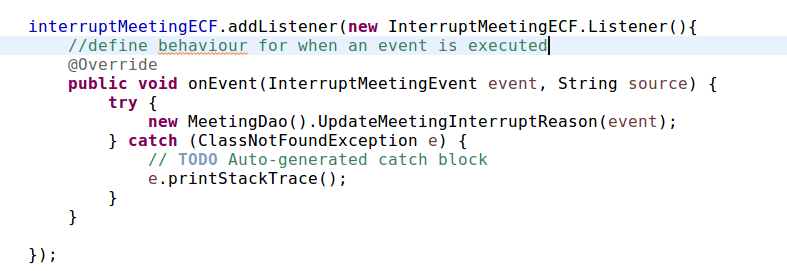 interruptMeetingECF.addListener(new InterruptMeetingECF.Listener(){
    //define behaviour for when an event is executed
    @Override
    public void onEvent(InterruptMeetingEvent event, String source) {
        try {
            new MeetingDao().UpdateMeetingInterruptReason(event);
        } catch (ClassNotFoundException e) {
            // TODO Auto-generated catch block
            e.printStackTrace();
        }
    }

});